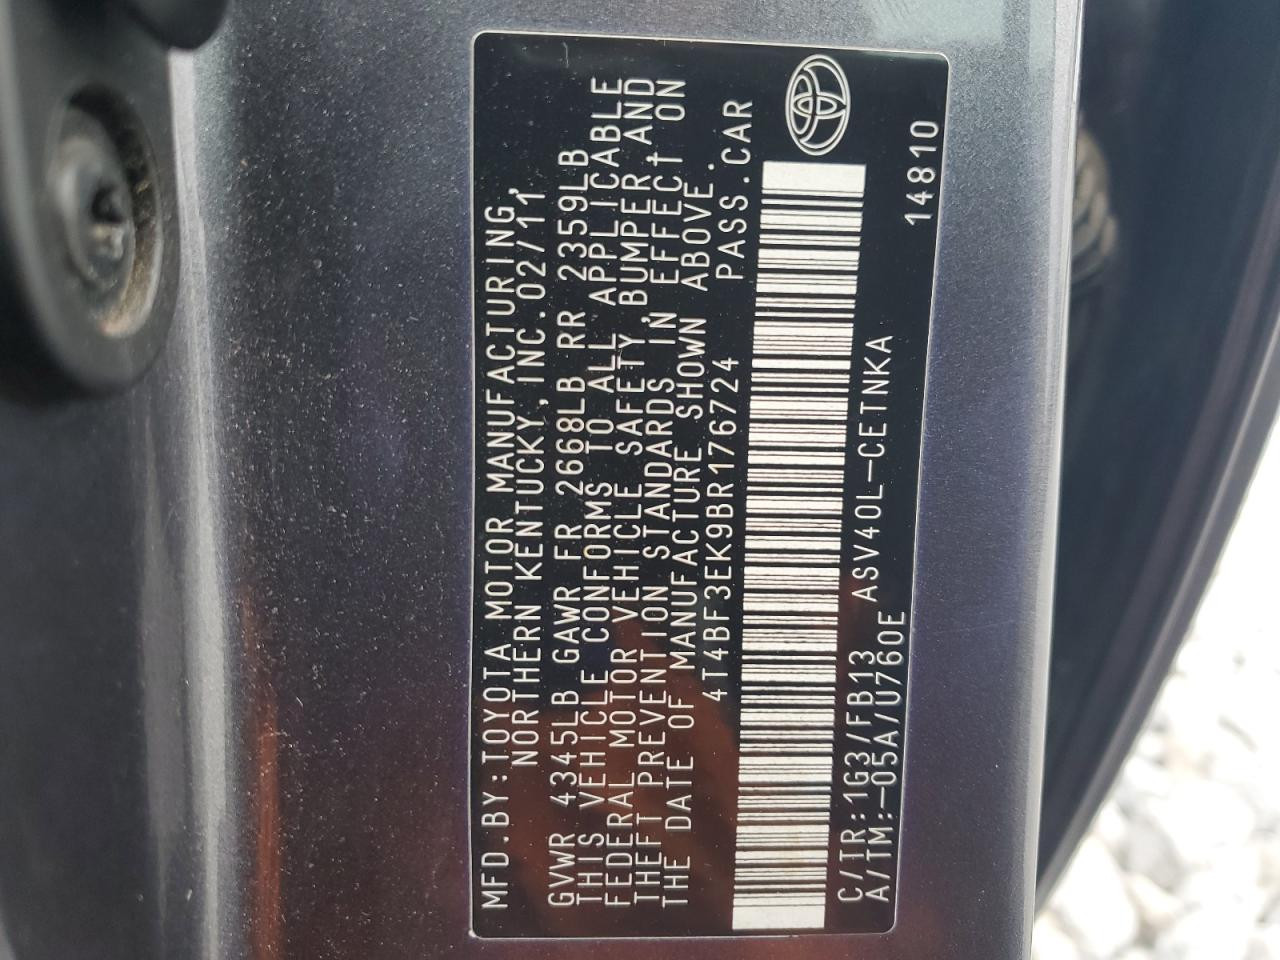 MFD.BY:TOYOTA MOTOR MANUFACTURING,
NORTHERN KENTUCKY,INC.02/11
GVWR 4345LB GAWR FR 2668LB RR 2359LB
THIS VEHICLE CONFORMS TO ALL APPLICABLE
FEDERAL MOTOR VEHICLE SAFETY,BUMPER,AND
THEFT PREVENTION STANDARDS IN EFFECT ON
THE DATE OF MANUFACTURE SHOWN ABOVE.
4T4BF3EK9BR176724 PASS.CAR
C/TR:1G3/FB13 ASV40L-CETNKA
A/TM:-05A/U760E 14810